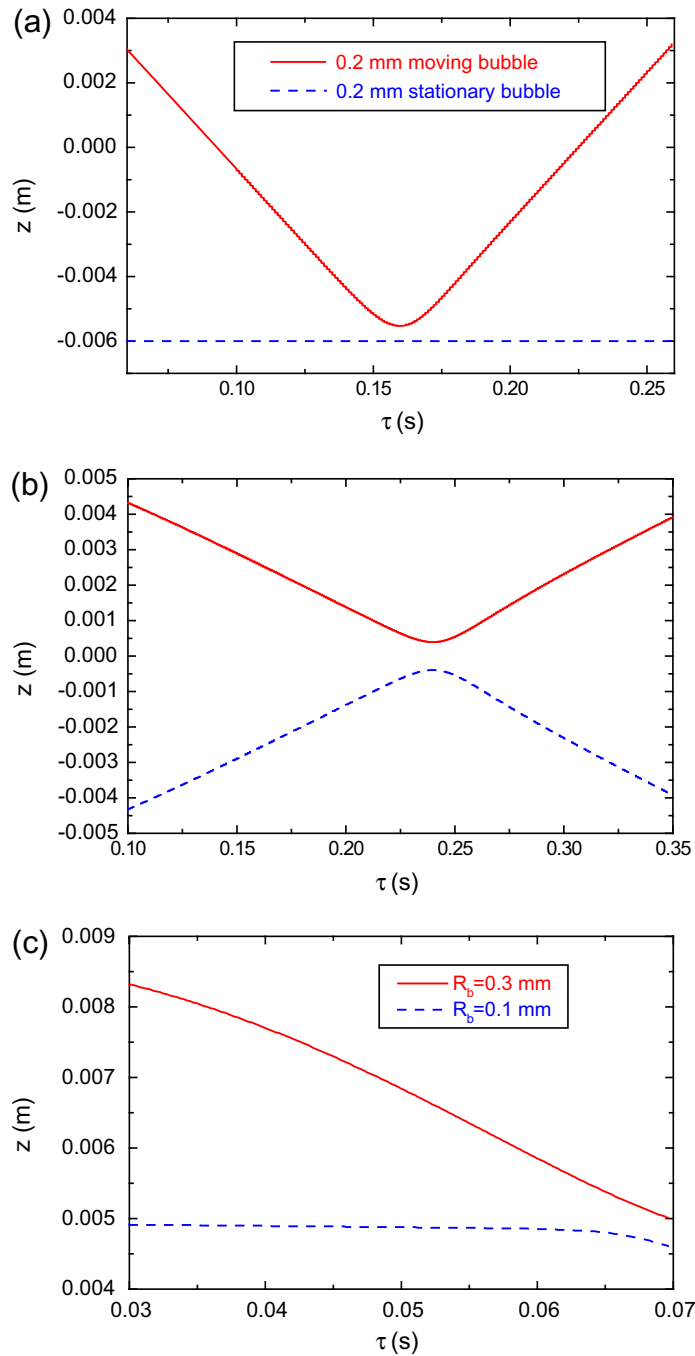 (a)
0.004
0.002
0.000
-0.002
-0.004
-0.006
z (m)
0.2 mm moving bubble
0.2 mm stationary bubble
0.10 0.15 0.20 0.25
τ (s)
(b)
0.005
0.004
0.003
0.002
0.001
0.000
-0.001
-0.002
-0.003
-0.004
-0.005
z (m)
0.10 0.15 0.20 0.25 0.30 0.35
τ (s)
(c)
0.009
0.008
0.007
0.006
0.005
0.004
z (m)
R_b=0.3 mm
R_b=0.1 mm
0.03 0.04 0.05 0.06 0.07
τ (s)